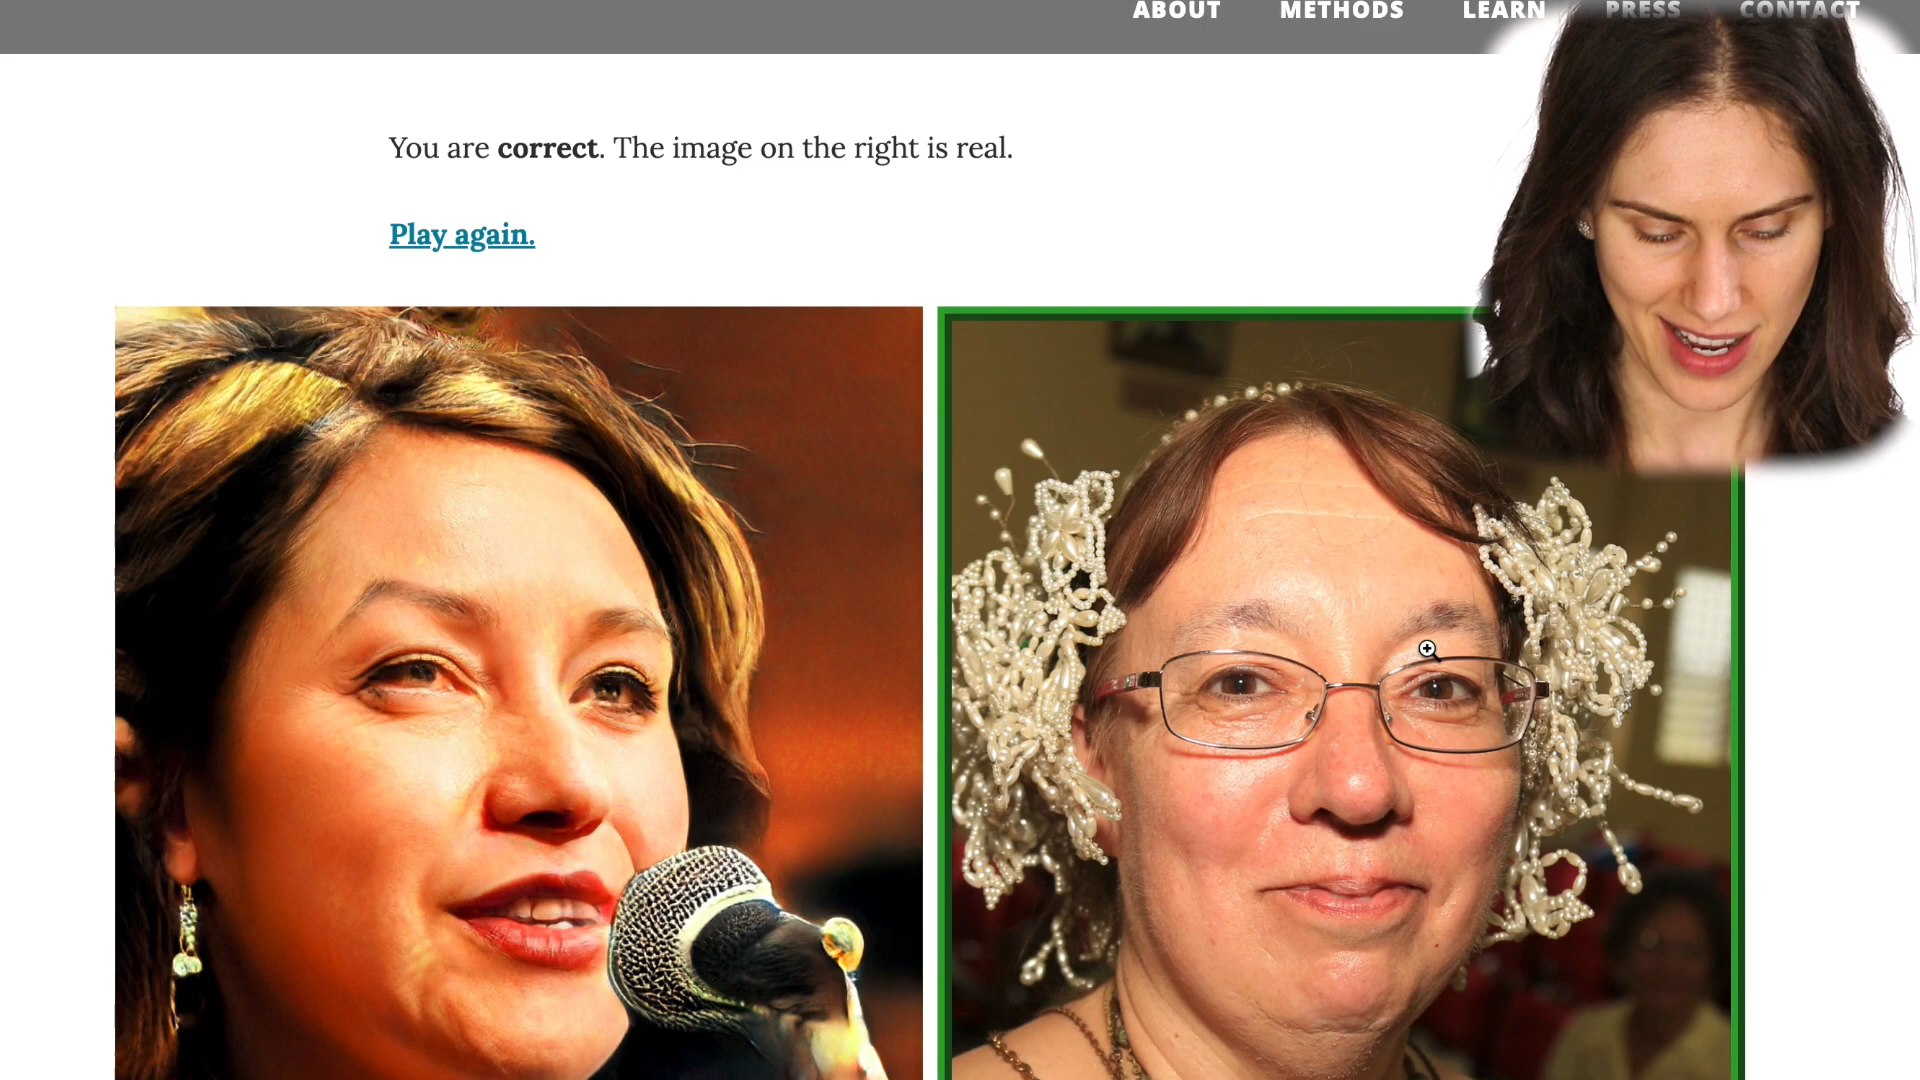 ABOUT METHODS LEARN PRESS CONTACT
You are correct. The image on the right is real.
Play again.